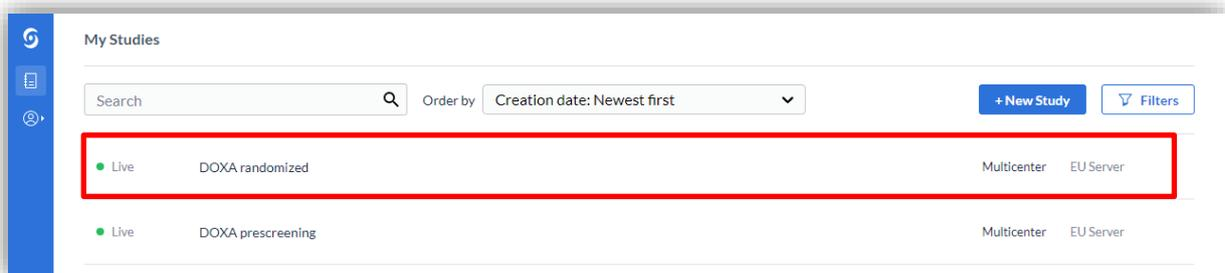 My Studies
Search Order by Creation date: Newest first + New Study Filters
Live DOXA randomized Multicenter EU Server
Live DOXA prescreening Multicenter EU Server